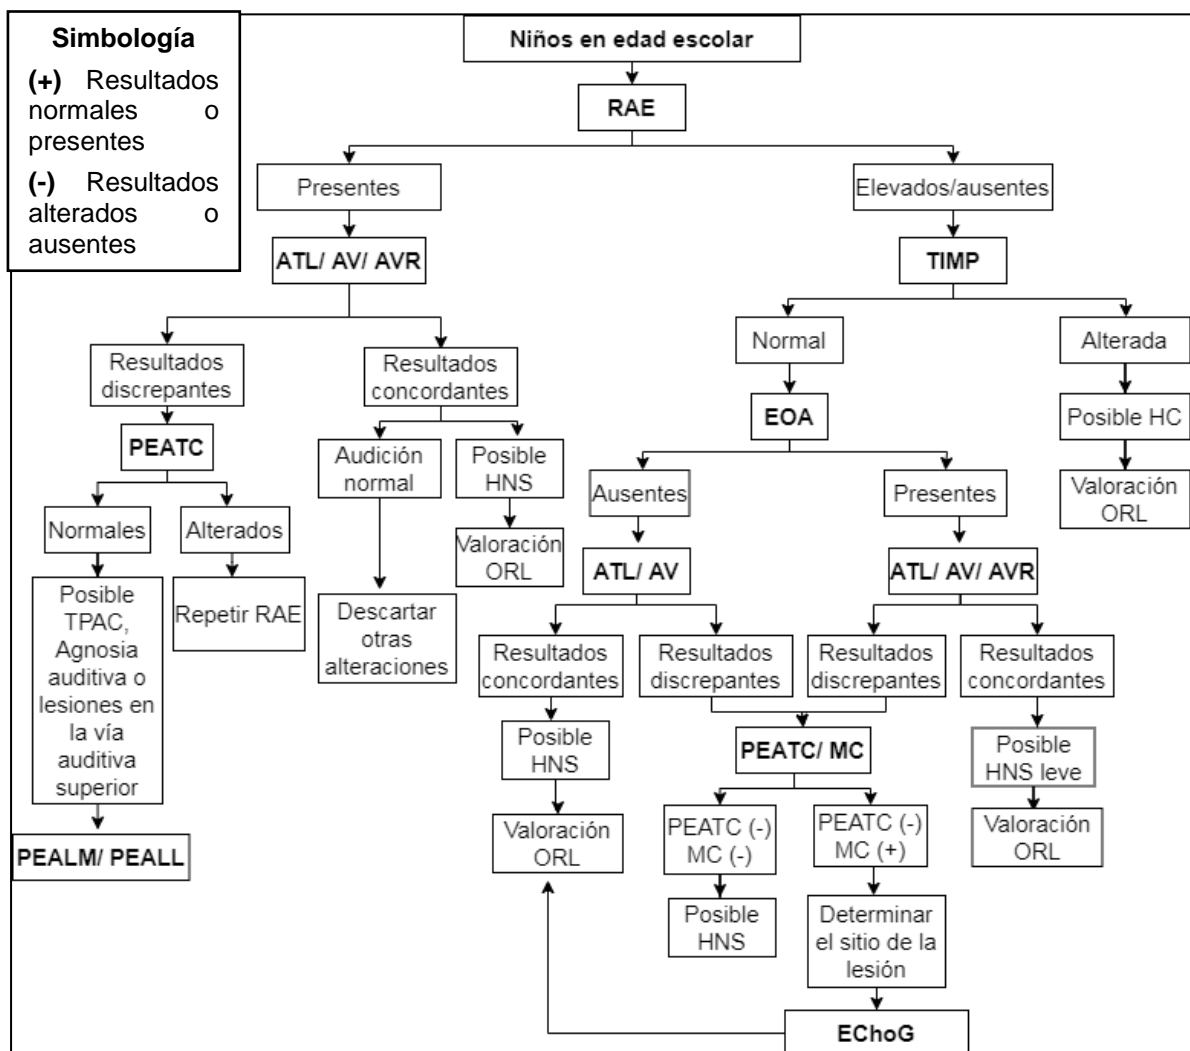 Simbología
(+) Resultados
normales o
presentes
(-) Resultados
alterados o
ausentes
Niños en edad escolar
RAE
Presentes
Elevados/ausentes
ATL/ AV/ AVR
TIMP
Resultados
discrepantes
Resultados
concordantes
Normal
Alterada
PEATC
Audición
normal
Posible
HNS
EOA
Posible HC
Normales
Alterados
Valoración
ORL
Ausentes
Presentes
Valoración
ORL
Posible
TPAC,
Agnosia
auditiva o
lesiones en
la vía
auditiva
superior
Repetir RAE
Descartar
otras
alteraciones
ATL/ AV
ATL/ AV/ AVR
Resultados
concordantes
Resultados
discrepantes
Resultados
discrepantes
Resultados
concordantes
Posible
HNS
PEATC/ MC
Posible
HNS leve
PEALM/ PEALL
Valoración
ORL
PEATC (-)
MC (-)
PEATC (-)
MC (+)
Valoración
ORL
Posible
HNS
Determinar
el sitio de la
lesión
EChoG